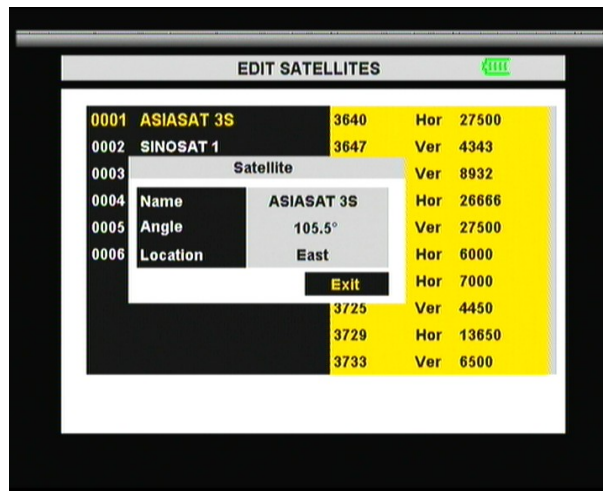 EDIT SATELLITES
0001 ASIASAT 3S 3640 Hor 27500
0002 SINOSAT 1 3647 Ver 4343
0003 Satellite Ver 8932
0004 Name ASIASAT 3S Hor 26666
0005 Angle 105.5° Ver 27500
0006 Location East Hor 6000
Exit Hor 7000
3725 Ver 4450
3729 Hor 13650
3733 Ver 6500